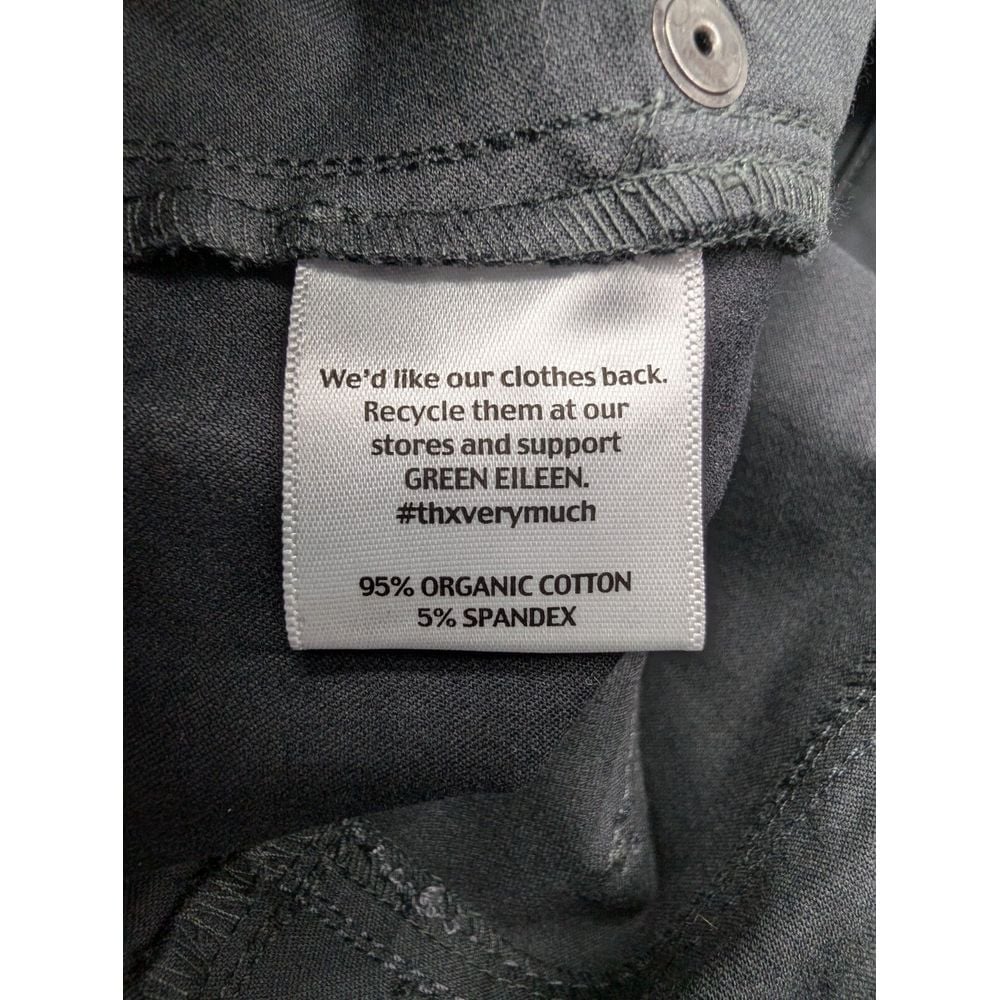 We'd like our clothes back.
Recycle them at our
stores and support
GREEN EILEEN.
#thxverymuch
95% ORGANIC COTTON
5% SPANDEX